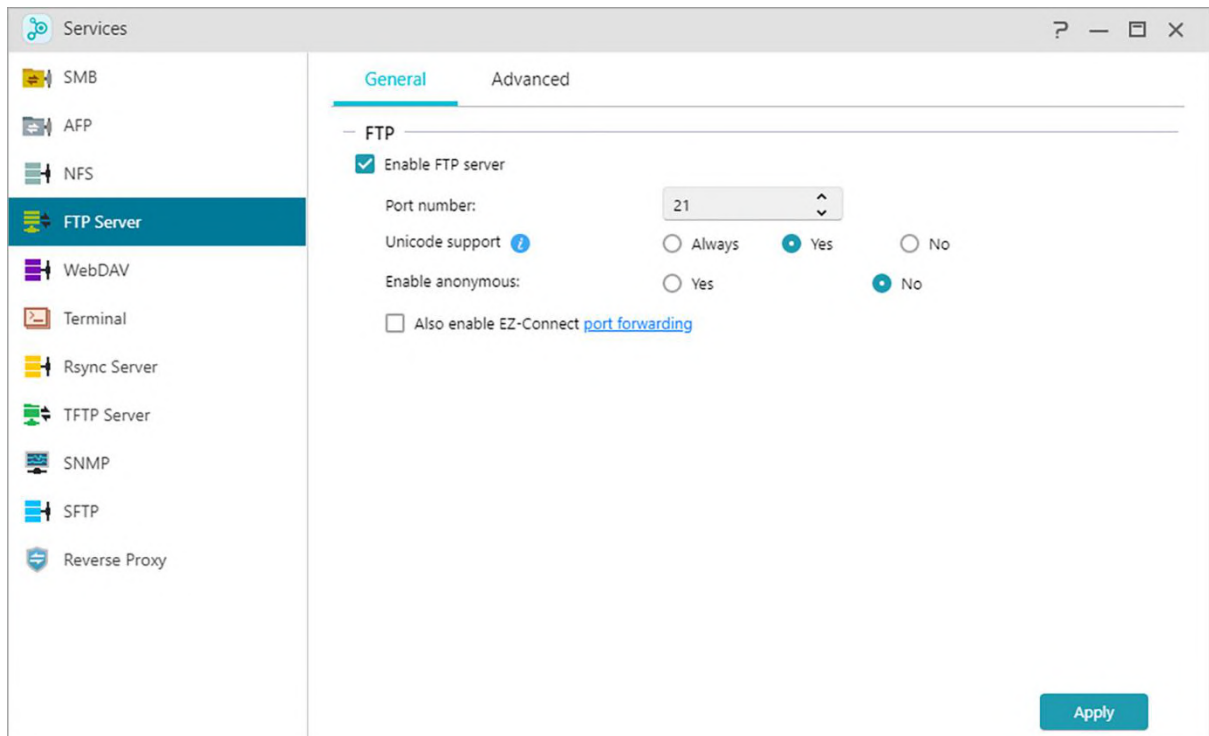 Services
SMB
AFP
NFS
FTP Server
WebDAV
Terminal
Rsync Server
TFTP Server
SNMP
SFTP
Reverse Proxy
General Advanced
FTP
Enable FTP server
Port number: 21
Unicode support i Always Yes No
Enable anonymous: Yes No
Also enable EZ-Connect port forwarding
Apply